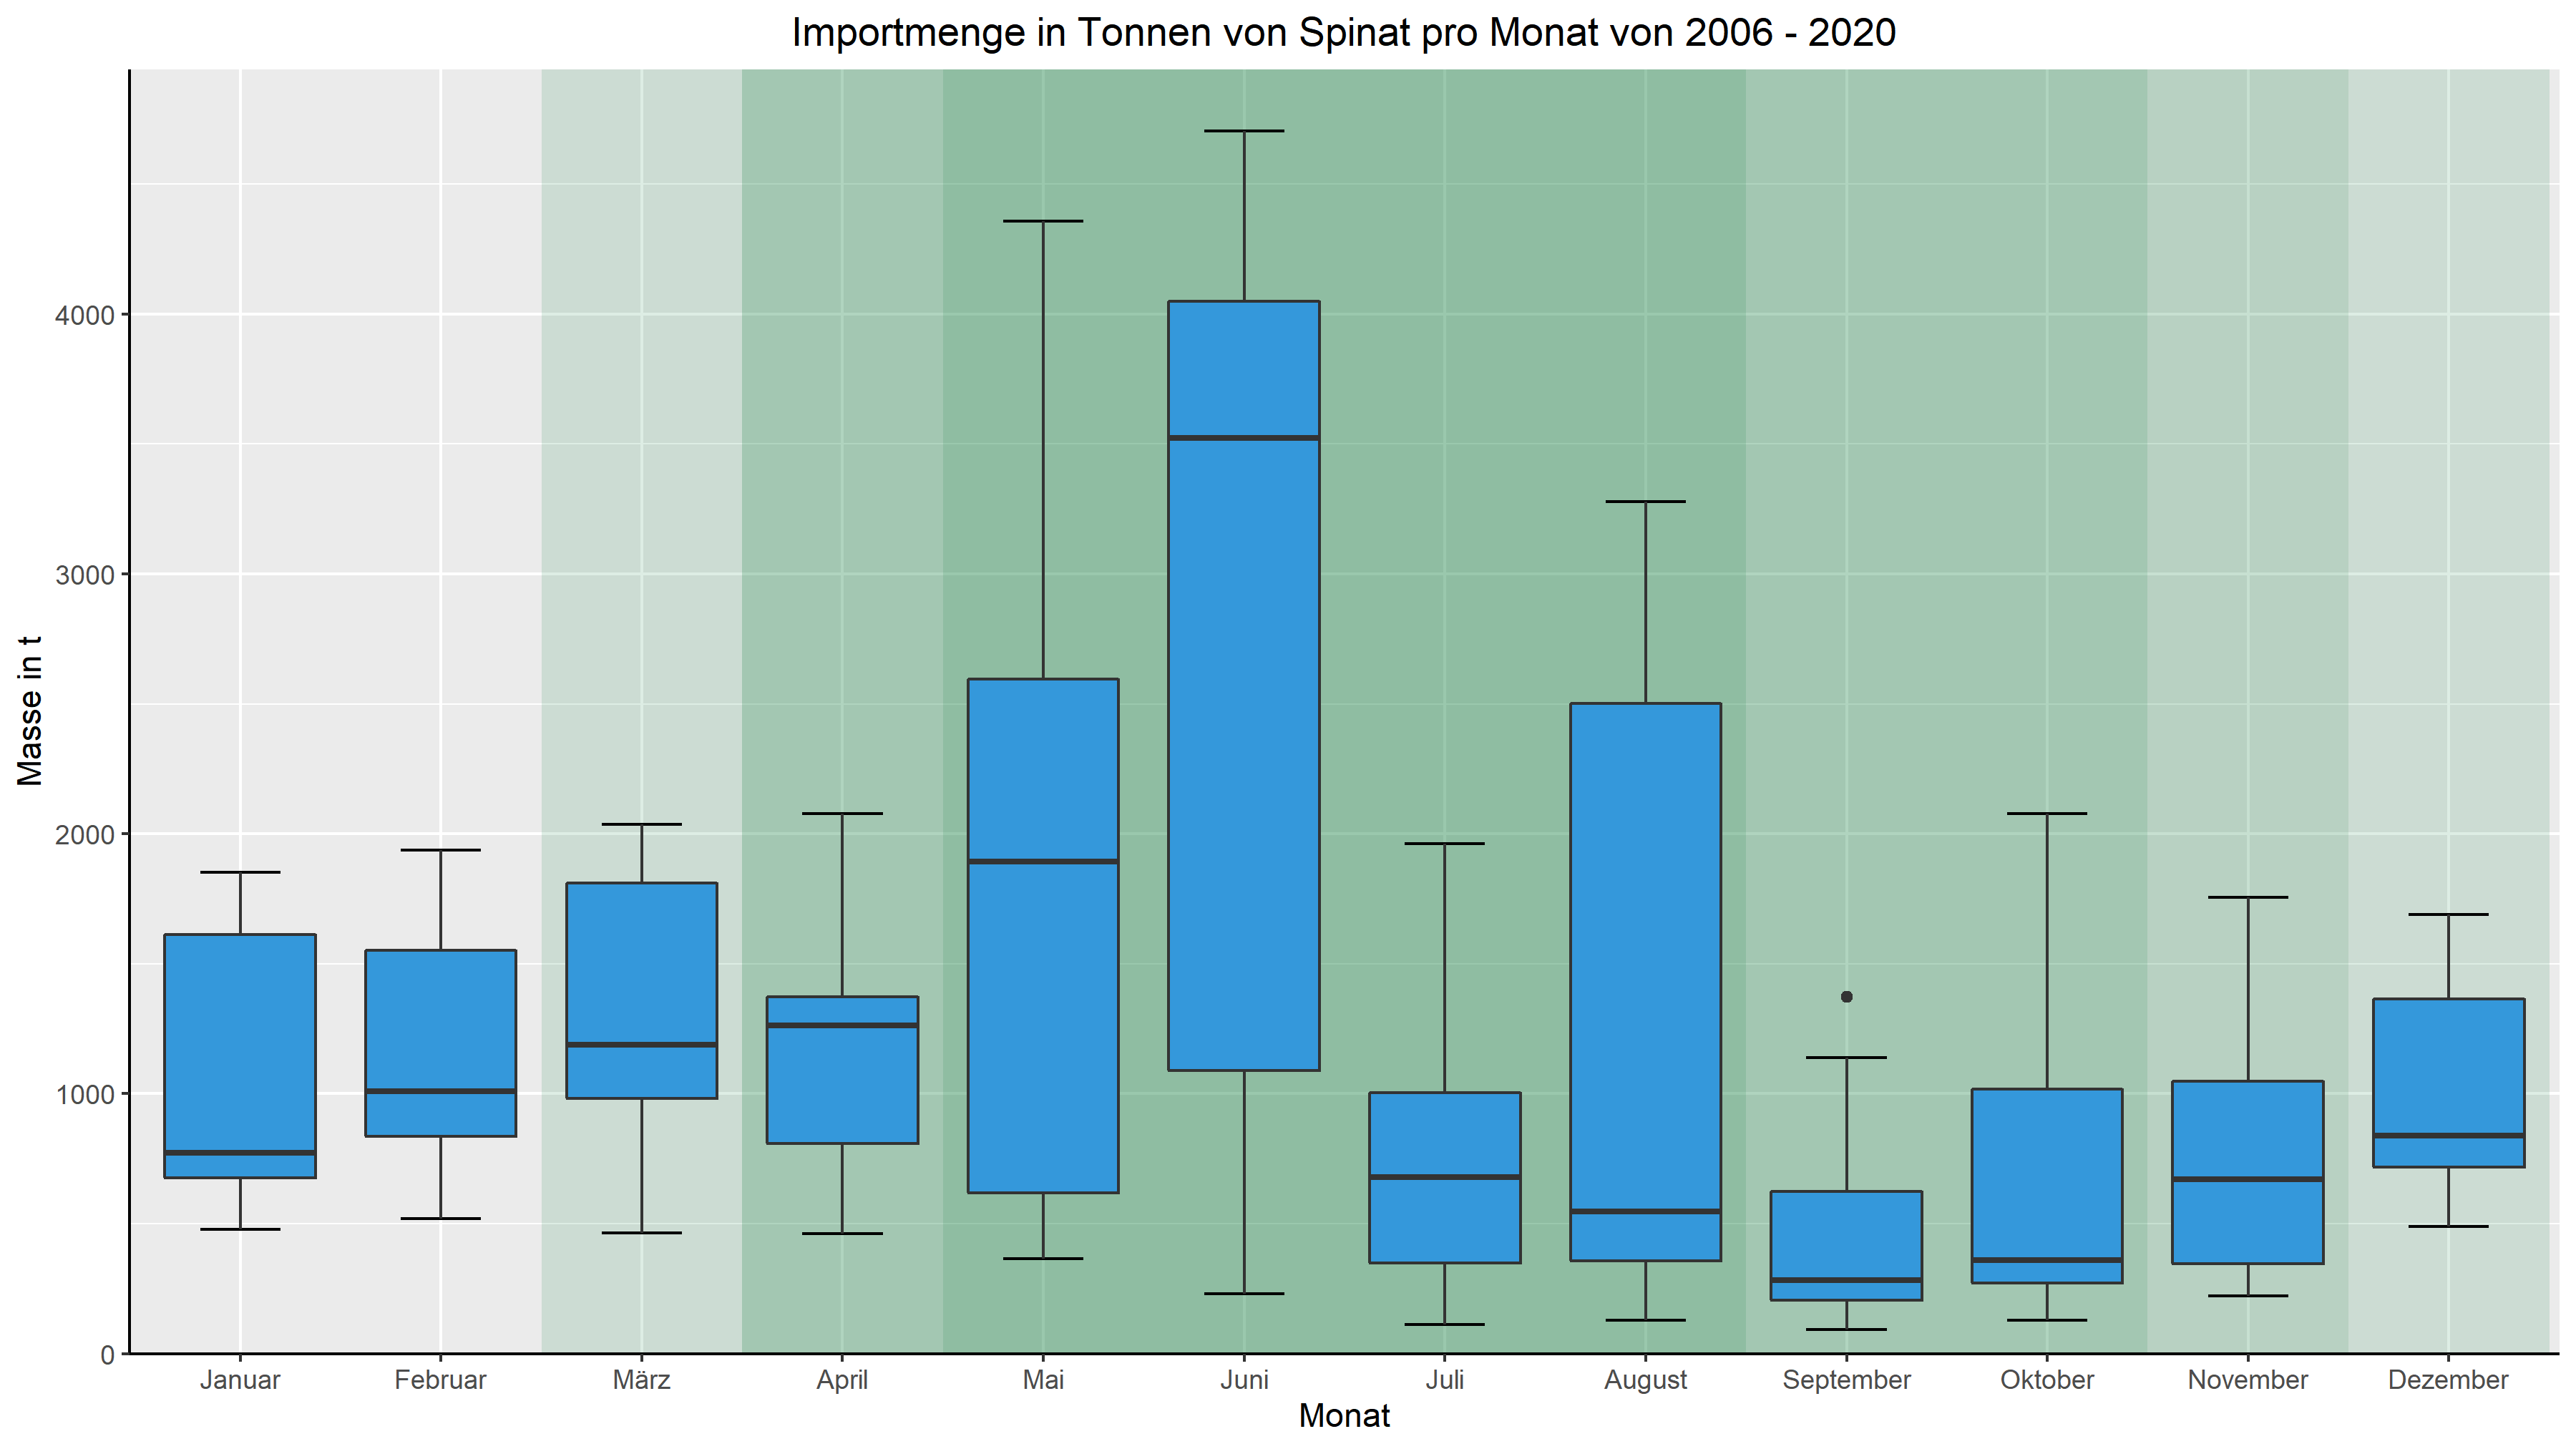 Importmenge in Tonnen von Spinat pro Monat von 2006 - 2020
Masse in t
4000
3000
2000
1000
0
Januar Februar März April Mai Juni Juli August September Oktober November Dezember
Monat